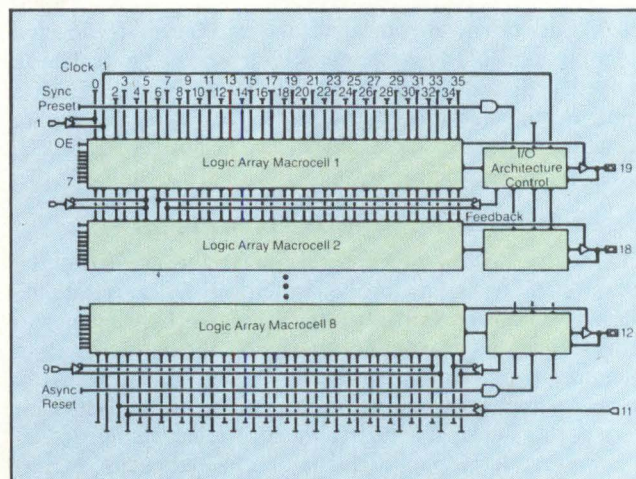 Clock 1
0 1 3 5 7 9 11 13 15 17 19 21 23 25 27 29 31 33 35
Sync 2 4 6 8 10 12 14 16 18 20 22 24 26 28 30 32 34
Preset
1
OE
Logic Array Macrocell 1
I/O
Architecture
Control
19
7
Feedback
Logic Array Macrocell 2
18
4
Logic Array Macrocell 8
12
9
Async
Reset
11